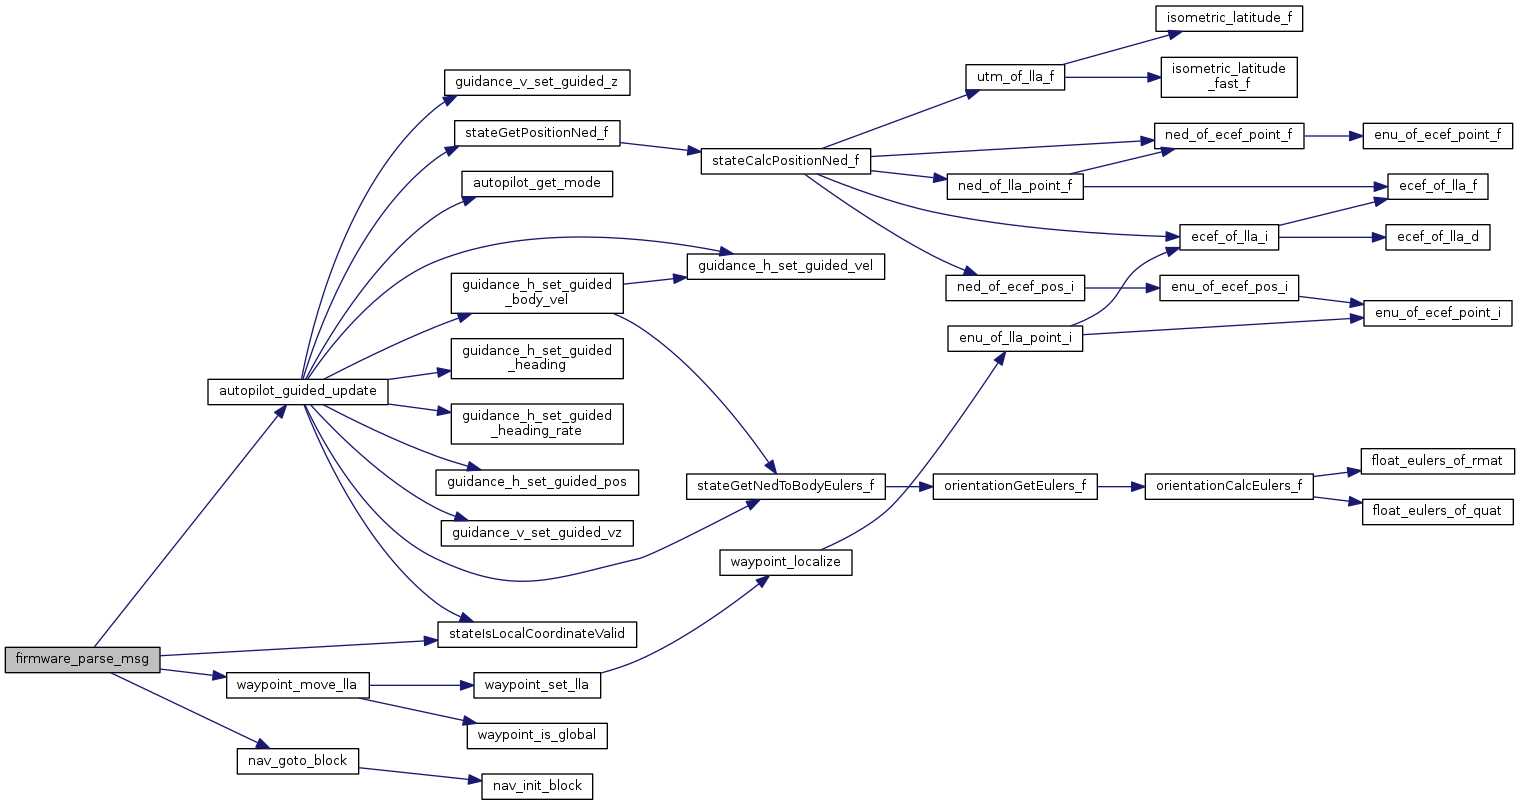 isometric_latitude_f
utm_of_lla_f
isometric_latitude
_fast_f
guidance_v_set_guided_z
stateGetPositionNed_f
stateCalcPositionNed_f
ned_of_ecef_point_f
enu_of_ecef_point_f
autopilot_get_mode
ned_of_lla_point_f
ecef_of_lla_f
ecef_of_lla_i
ecef_of_lla_d
guidance_h_set_guided_vel
guidance_h_set_guided
_body_vel
ned_of_ecef_pos_i
enu_of_ecef_pos_i
enu_of_ecef_point_i
enu_of_lla_point_i
guidance_h_set_guided
_heading
autopilot_guided_update
guidance_h_set_guided
_heading_rate
guidance_h_set_guided_pos
stateGetNedToBodyEulers_f
orientationGetEulers_f
orientationCalcEulers_f
float_eulers_of_rmat
float_eulers_of_quat
guidance_v_set_guided_vz
waypoint_localize
stateIsLocalCoordinateValid
firmware_parse_msg
waypoint_move_lla
waypoint_set_lla
waypoint_is_global
nav_goto_block
nav_init_block